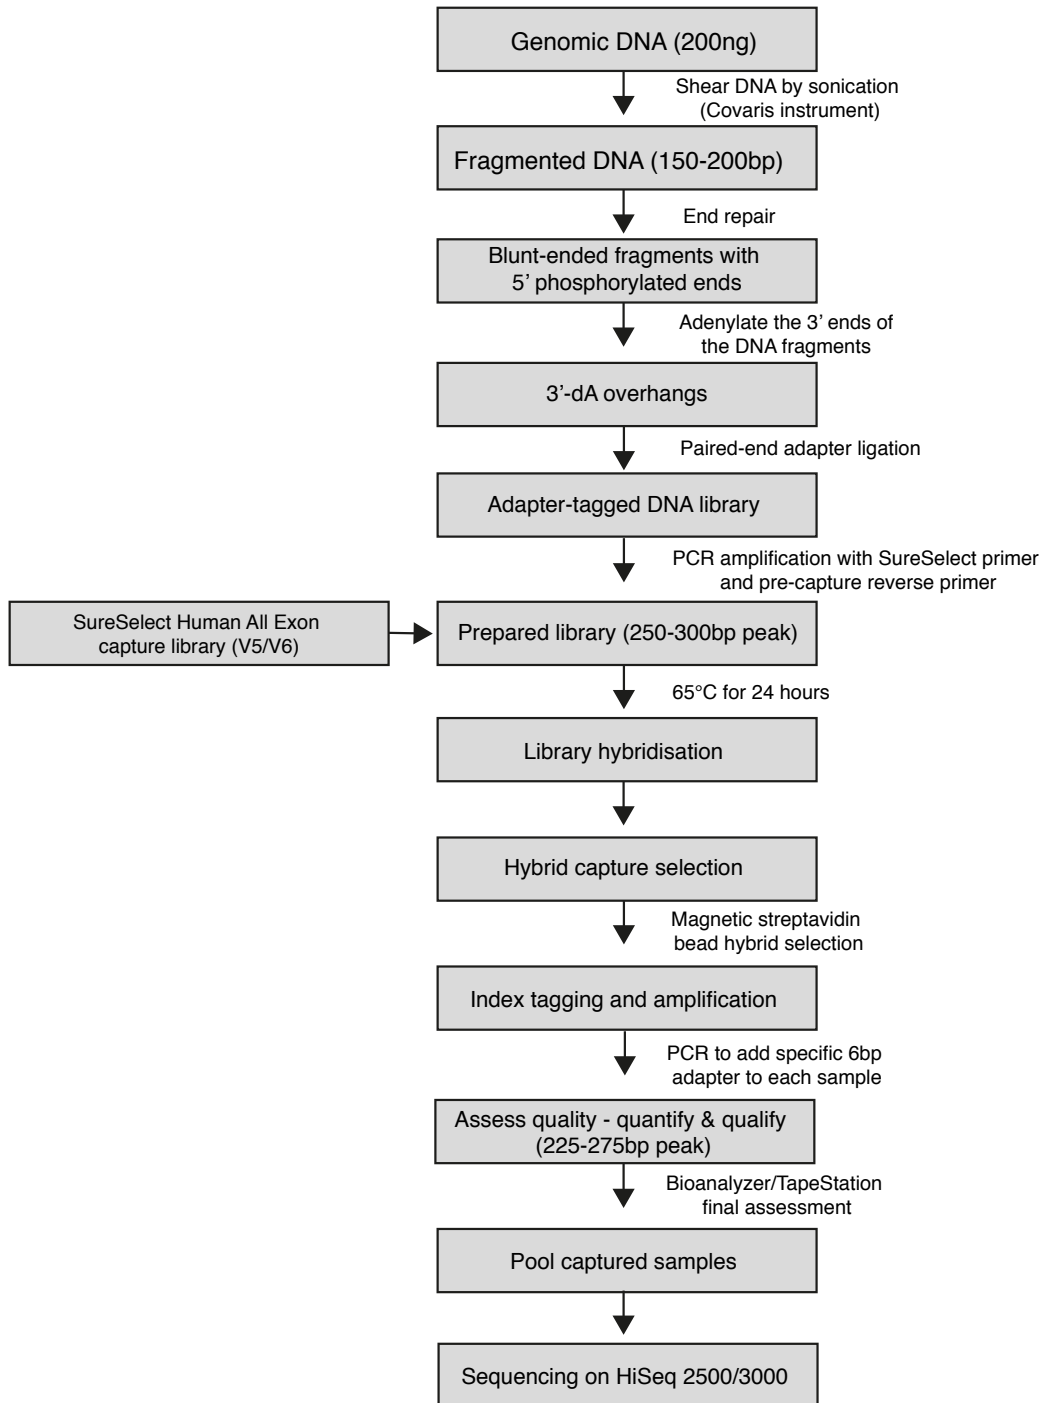 Genomic DNA (200ng)
Shear DNA by sonication
(Covaris instrument)
Fragmented DNA (150-200bp)
End repair
Blunt-ended fragments with
5’ phosphorylated ends
Adenylate the 3’ ends of
the DNA fragments
3’-dA overhangs
Paired-end adapter ligation
Adapter-tagged DNA library
PCR amplification with SureSelect primer
and pre-capture reverse primer
SureSelect Human All Exon
capture library (V5/V6)
Prepared library (250-300bp peak)
65°C for 24 hours
Library hybridisation
Hybrid capture selection
Magnetic streptavidin
bead hybrid selection
Index tagging and amplification
PCR to add specific 6bp
adapter to each sample
Assess quality - quantify & qualify
(225-275bp peak)
Bioanalyzer/TapeStation
final assessment
Pool captured samples
Sequencing on HiSeq 2500/3000